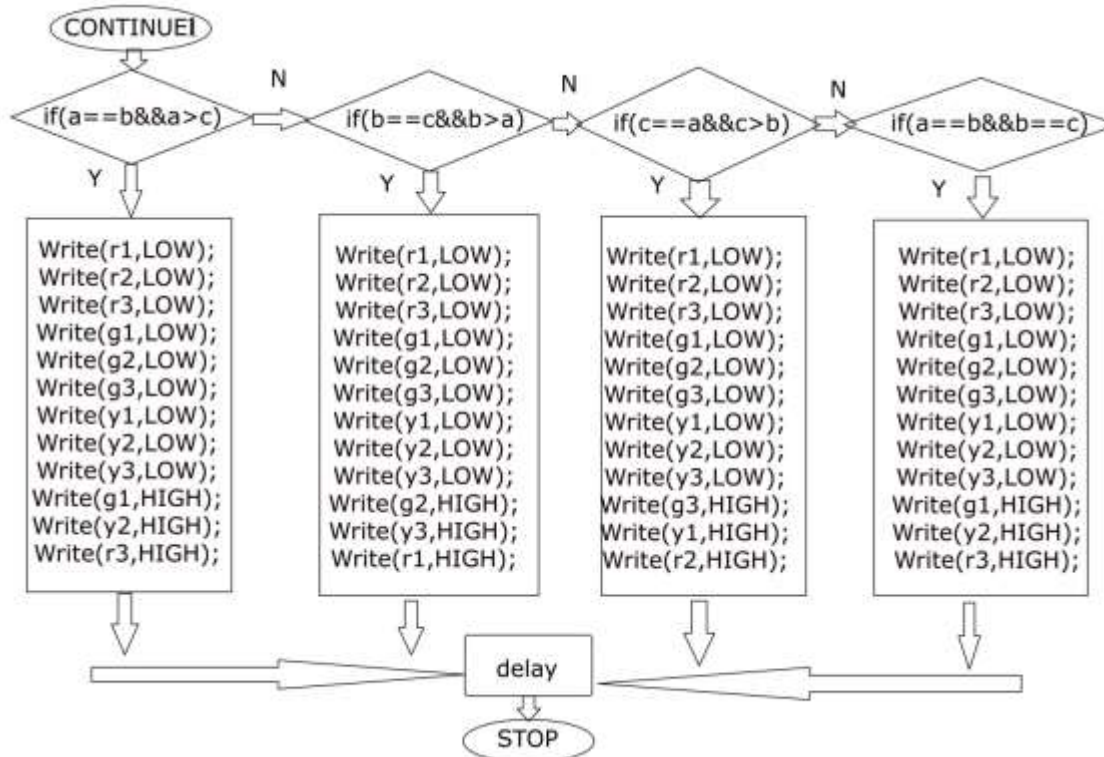 CONTINUEi
if(a==b&&a>c)
N
if(b==c&&b>a)
N
if(c==a&&c>b)
N
if(a==b&&b==c)
Y
Y
Y
Y
Write(r1,LOW);
Write(r2,LOW);
Write(r3,LOW);
Write(g1,LOW);
Write(g2,LOW);
Write(g3,LOW);
Write(y1,LOW);
Write(y2,LOW);
Write(y3,LOW);
Write(g1,HIGH);
Write(y2,HIGH);
Write(r3,HIGH);
Write(r1,LOW);
Write(r2,LOW);
Write(r3,LOW);
Write(g1,LOW);
Write(g2,LOW);
Write(g3,LOW);
Write(y1,LOW);
Write(y2,LOW);
Write(y3,LOW);
Write(g2,HIGH);
Write(y3,HIGH);
Write(r1,HIGH);
Write(r1,LOW);
Write(r2,LOW);
Write(r3,LOW);
Write(g1,LOW);
Write(g2,LOW);
Write(g3,LOW);
Write(y1,LOW);
Write(y2,LOW);
Write(y3,LOW);
Write(g3,HIGH);
Write(y1,HIGH);
Write(r2,HIGH);
Write(r1,LOW);
Write(r2,LOW);
Write(r3,LOW);
Write(g1,LOW);
Write(g2,LOW);
Write(g3,LOW);
Write(y1,LOW);
Write(y2,LOW);
Write(y3,LOW);
Write(g1,HIGH);
Write(y2,HIGH);
Write(r3,HIGH);
delay
STOP